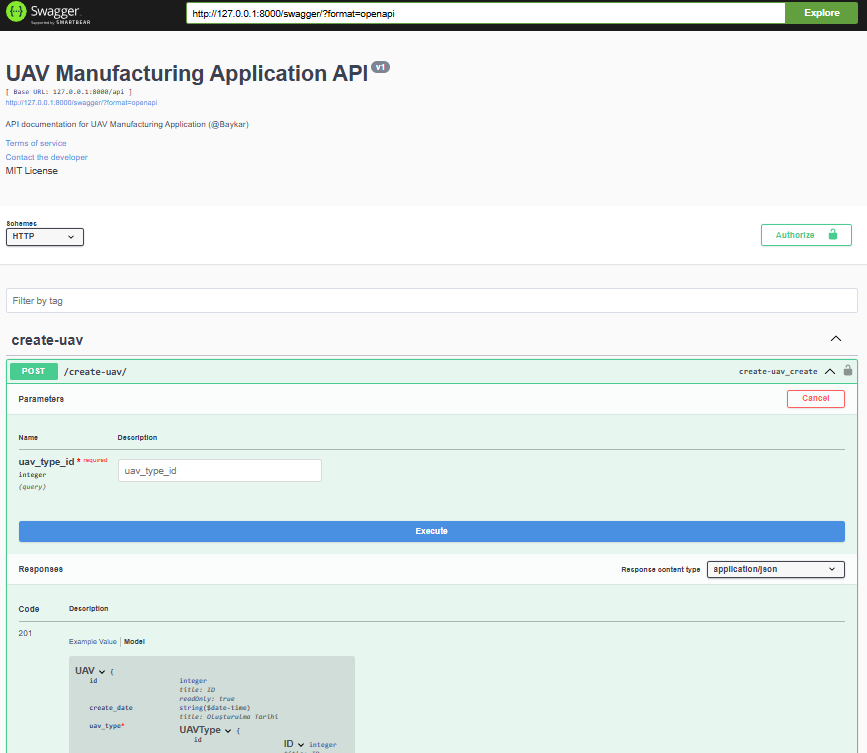 Swagger
Supported by SMARTBEAR
http://127.0.0.1:8000/swagger/?format=openapi
Explore
UAV Manufacturing Application API v1
[ Base URL: 127.0.0.1:8000/api ]
http://127.0.0.1:8000/swagger/?format=openapi
API documentation for UAV Manufacturing Application (@Baykar)
Terms of service
Contact the developer
MIT License
Schemes
HTTP
Authorize
Filter by tag
create-uav
POST /create-uav/ create-uav_create
Parameters Cancel
Name Description
uav_type_id * required
integer
(query)
uav_type_id
Execute
Responses Response content type application/json
Code Description
201
Example Value | Model
UAV {
id integer
title: ID
readOnly: true
create_date string($date-time)
title: Oluşturulma Tarihi
uav_type* UAVType {
id ID integer